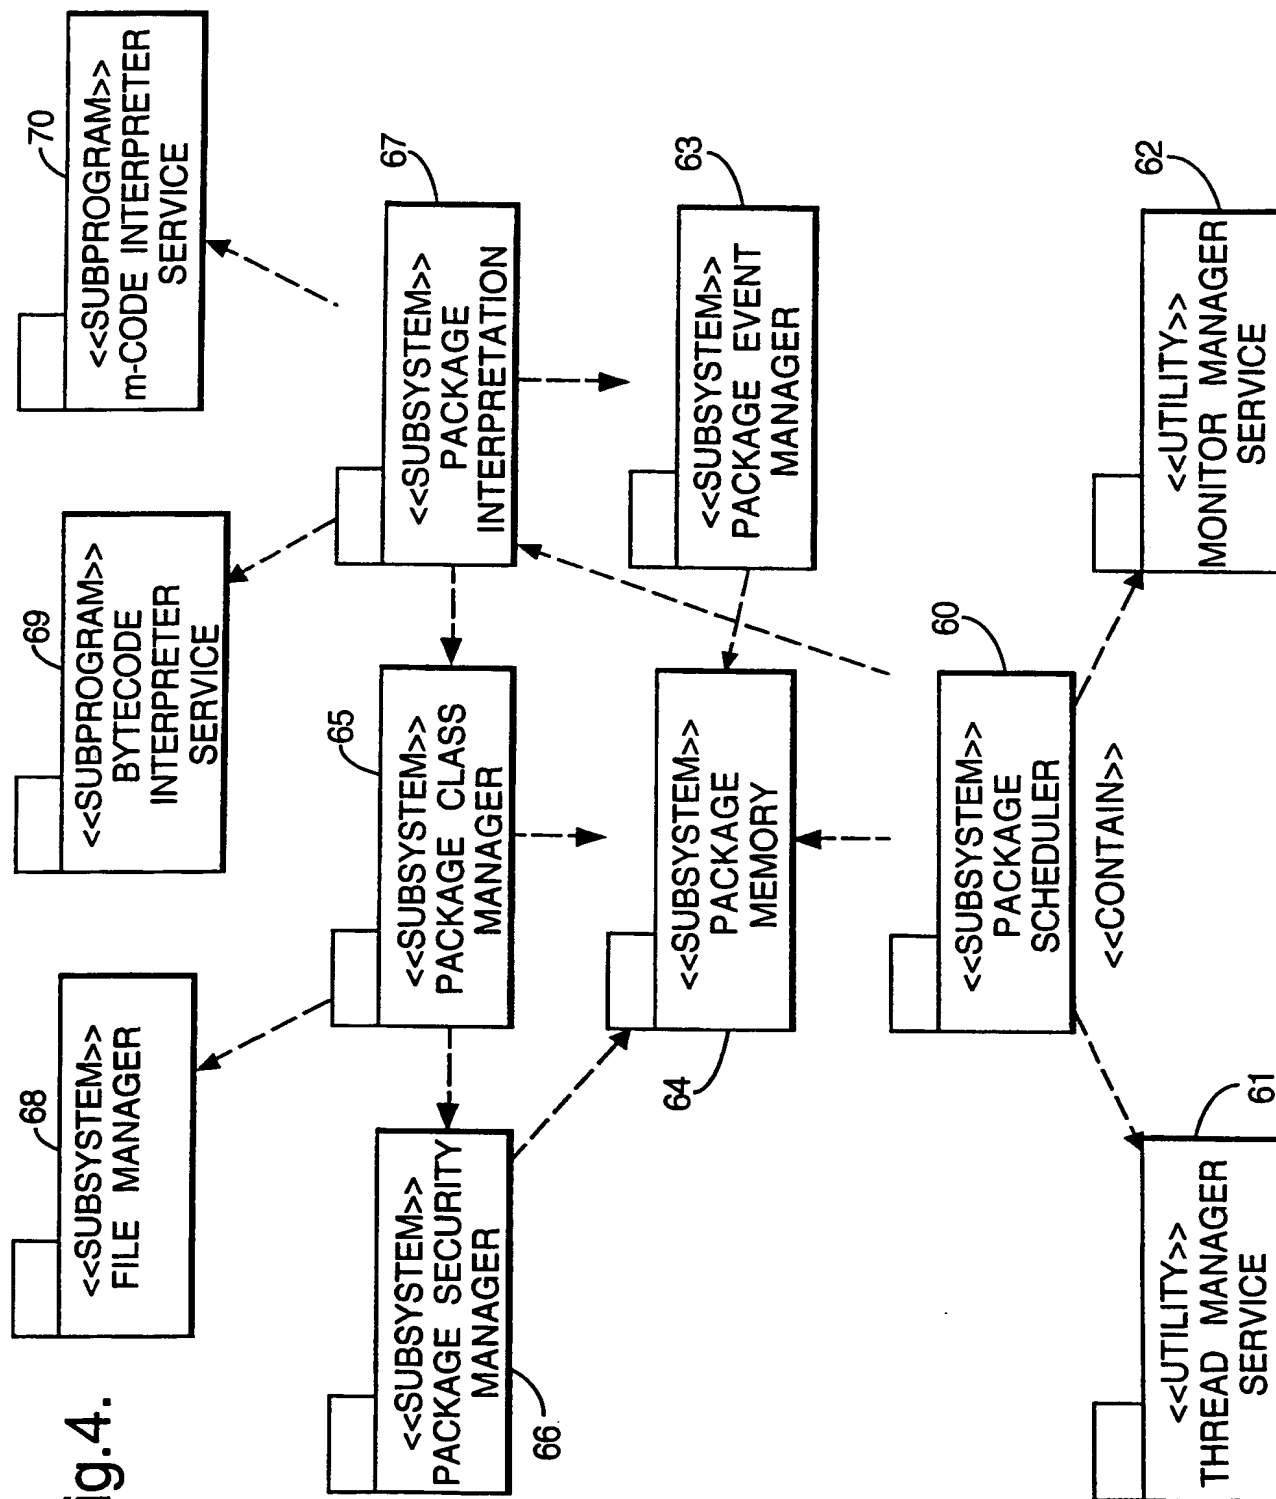 ig.4.
68
<<SUBSYSTEM>>
FILE MANAGER
69
<<SUBPROGRAM>>
BYTECODE
INTERPRETER
SERVICE
70
<<SUBPROGRAM>>
m-CODE INTERPRETER
SERVICE
<<SUBSYSTEM>>
PACKAGE SECURITY
MANAGER
66
65
<<SUBSYSTEM>>
PACKAGE CLASS
MANAGER
67
<<SUBSYSTEM>>
PACKAGE
INTERPRETATION
64
<<SUBSYSTEM>>
PACKAGE
MEMORY
63
<<SUBSYSTEM>>
PACKAGE EVENT
MANAGER
60
<<SUBSYSTEM>>
PACKAGE
SCHEDULER
<<CONTAIN>>
61
<<UTILITY>>
THREAD MANAGER
SERVICE
62
<<UTILITY>>
MONITOR MANAGER
SERVICE